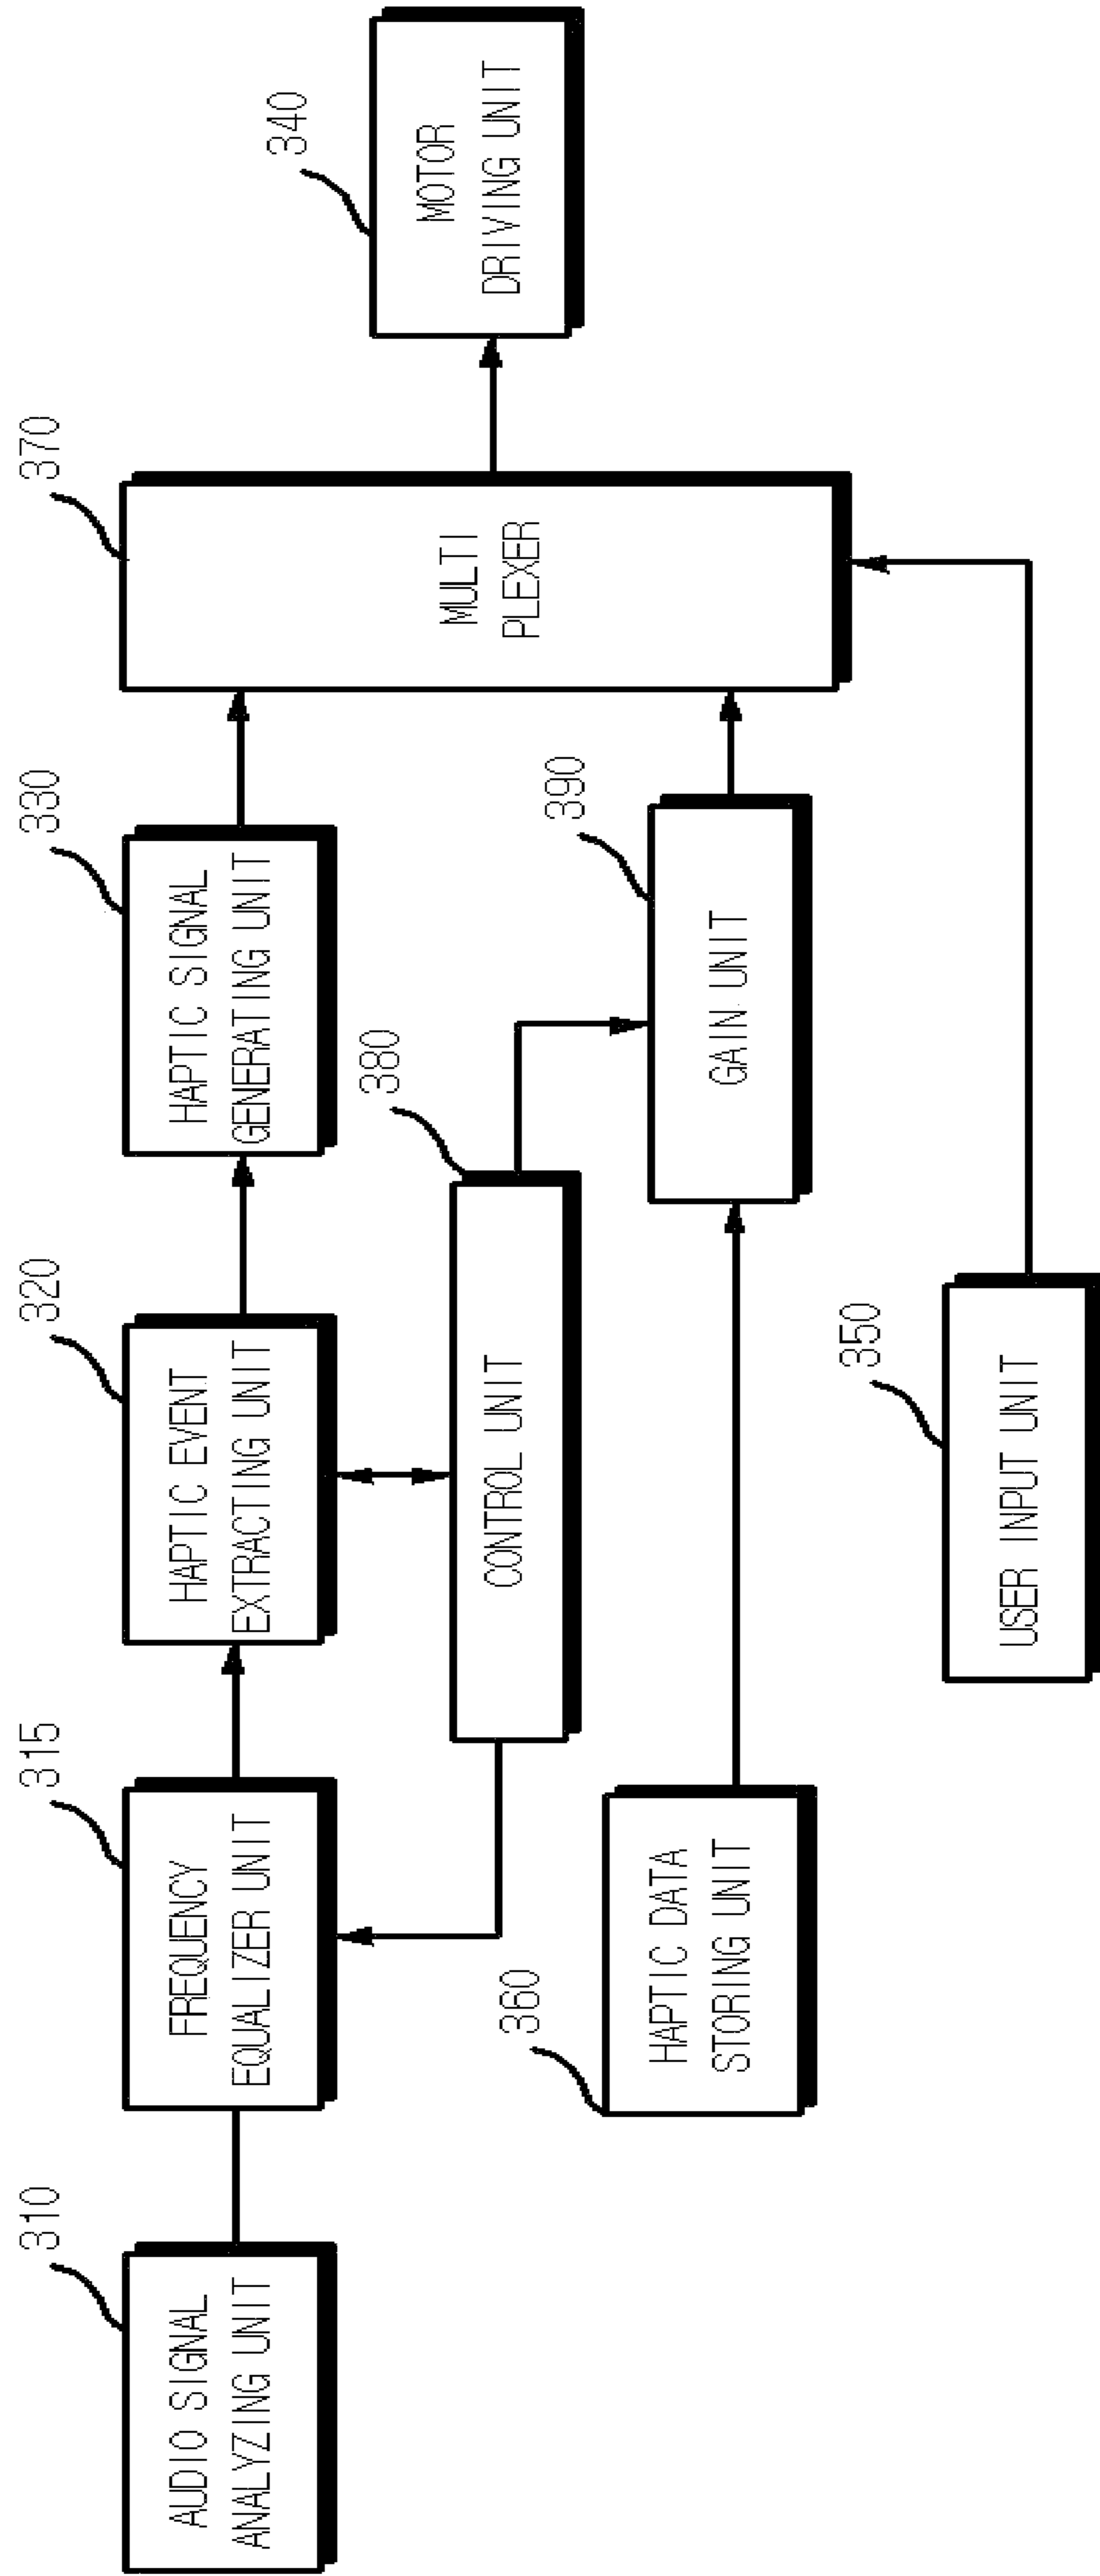 310
AUDIO SIGNAL
ANALYZING UNIT
315
FREQUENCY
EQUALIZER UNIT
320
HAPTIC EVENT
EXTRACTING UNIT
330
HAPTIC SIGNAL
GENERATING UNIT
370
MULTI
PLEXER
340
MOTOR
DRIVING UNIT
380
CONTROL UNIT
360
HAPTIC DATA
STORING UNIT
390
GAIN UNIT
350
USER INPUT UNIT